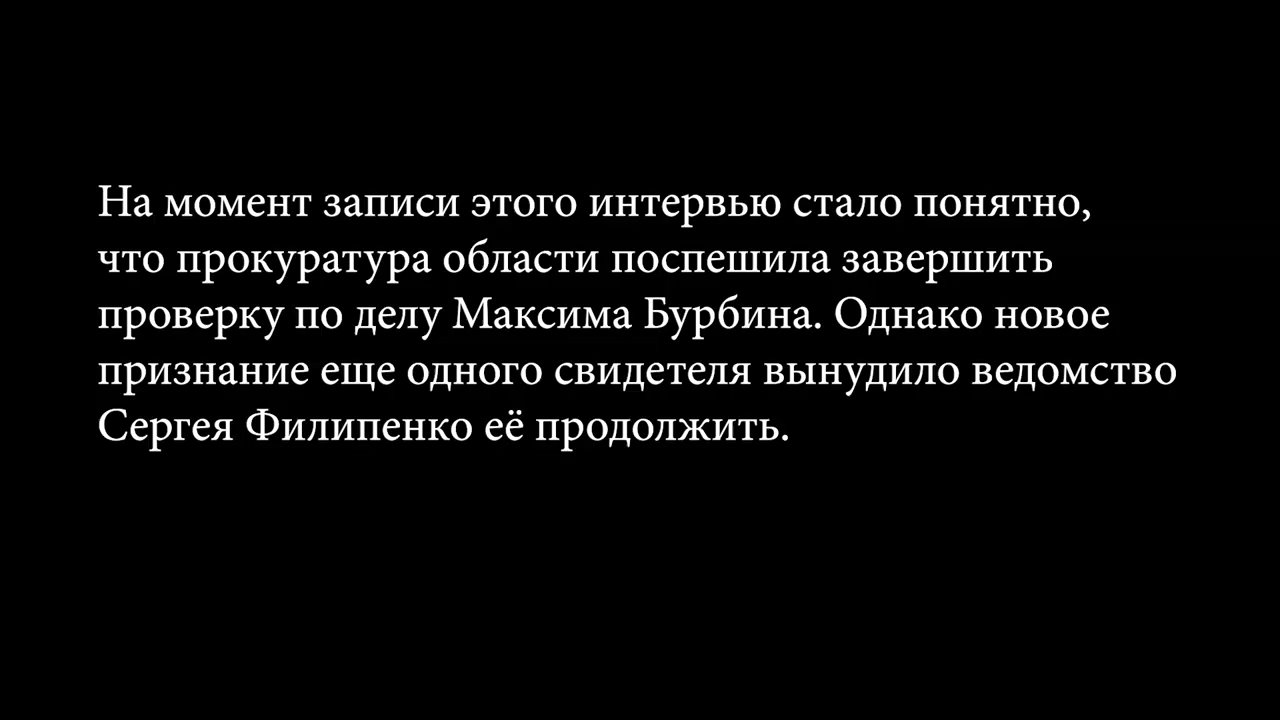 На момент записи этого интервью стало понятно,
что прокуратура области поспешила завершить
проверку по делу Максима Бурбина. Однако новое
признание еще одного свидетеля вынудило ведомство
Сергея Филипенко её продолжить.